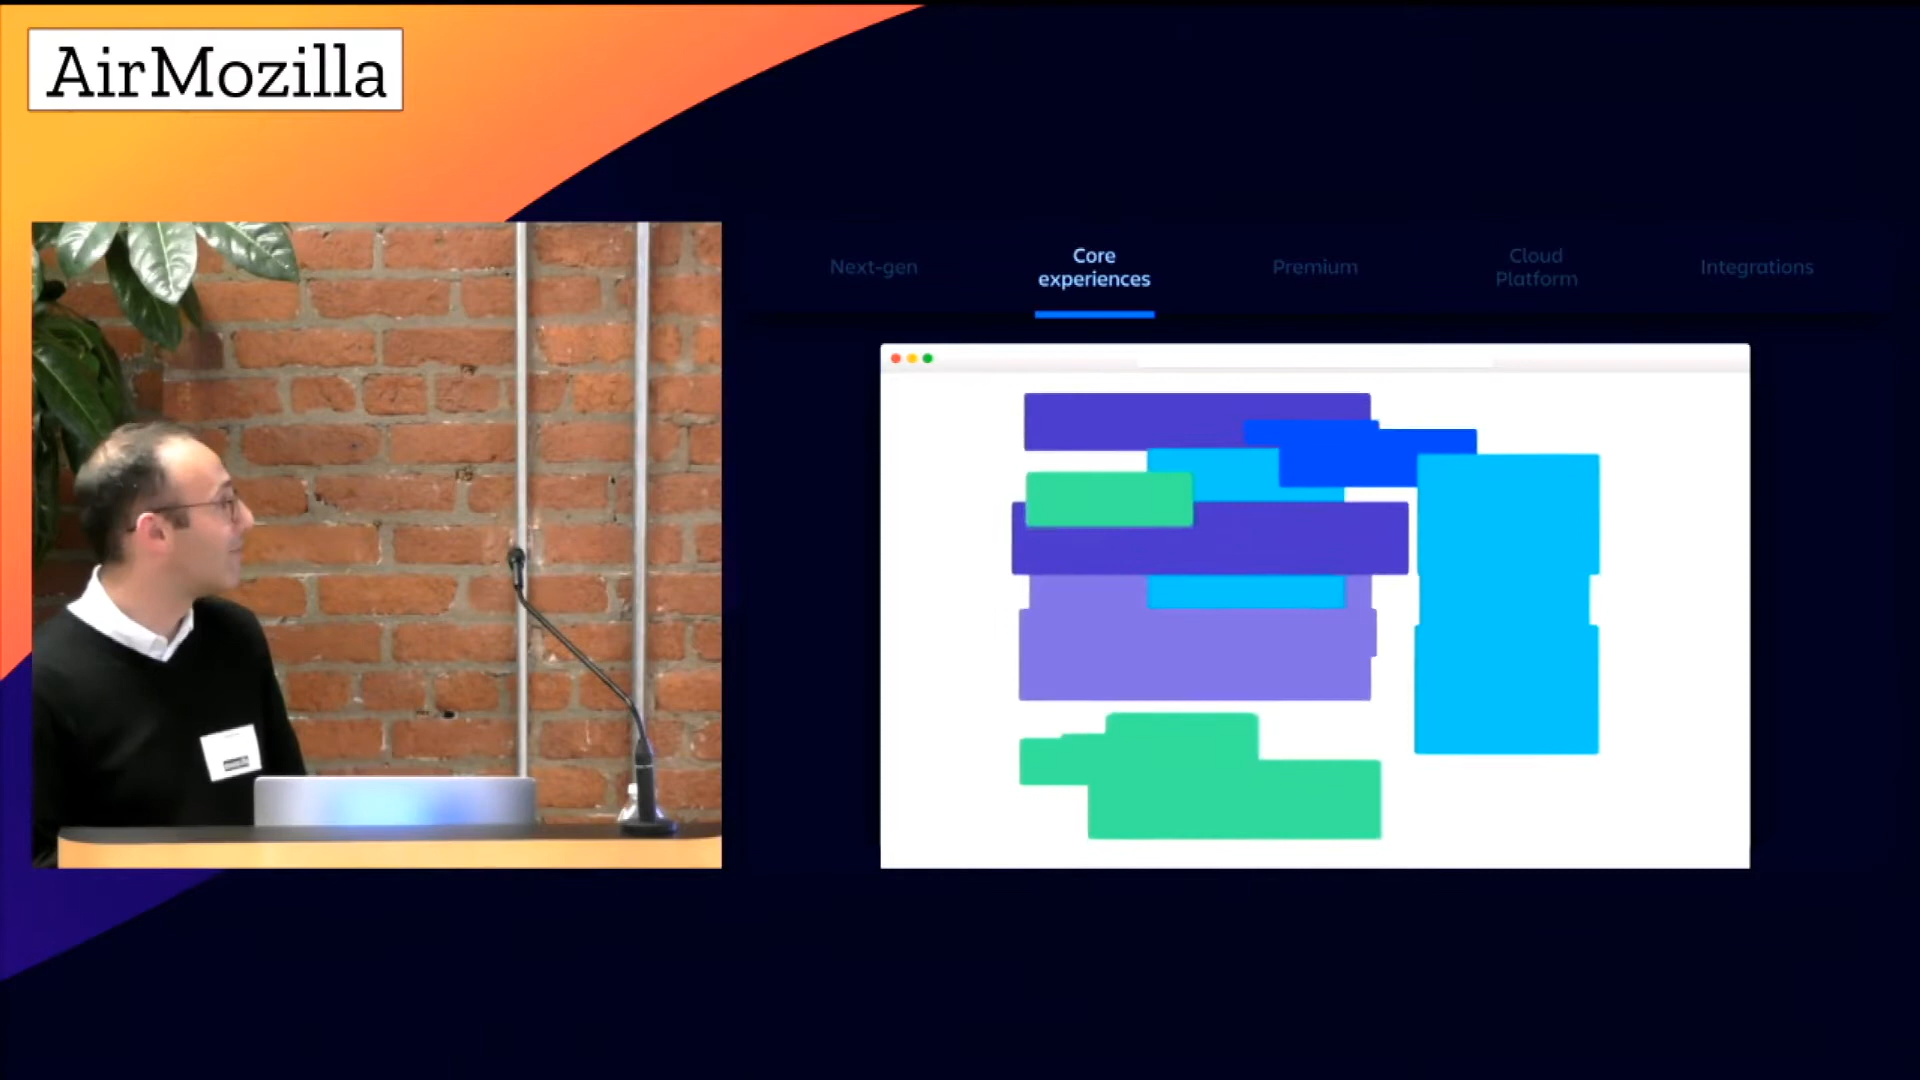 AirMozilla
Next-gen
Core
experiences
Premium
Cloud
Platform
Integrations